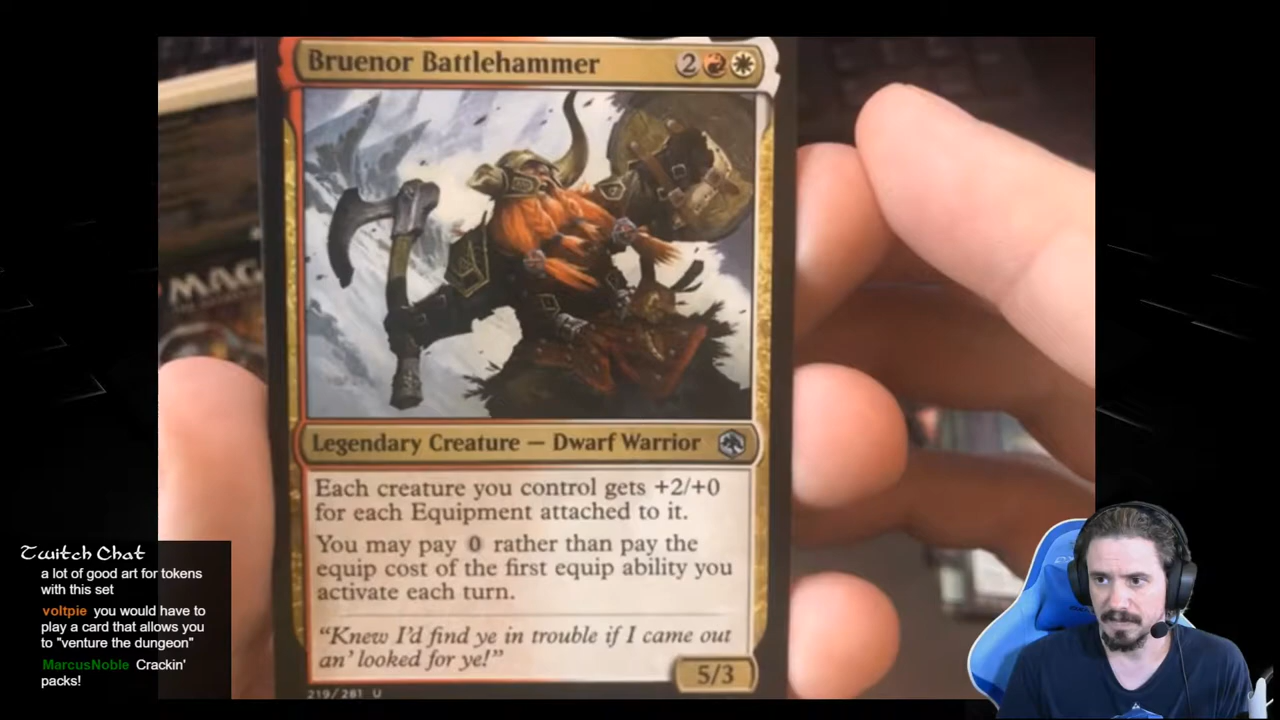 Bruenor Battlehammer 2
MAG
Legendary Creature — Dwarf Warrior
Each creature you control gets +2/+0
for each Equipment attached to it.
You may pay 0 rather than pay the
equip cost of the first equip ability you
activate each turn.
“Knew I’d find ye in trouble if I came out
an’ looked for ye!”
5/3
219/281 U
Twitch Chat
a lot of good art for tokens
with this set
voltpie you would have to
play a card that allows you
to "venture the dungeon"
MarcusNoble Crackin'
packs!